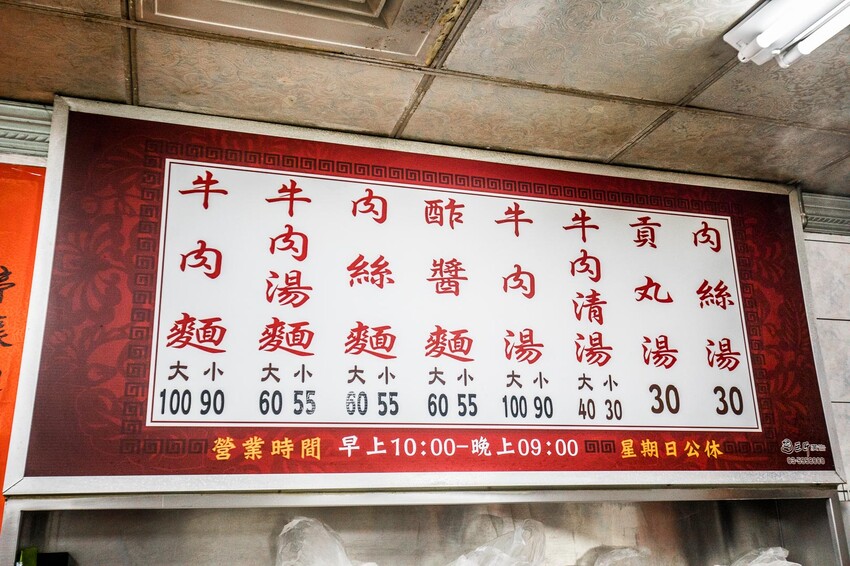 牛肉麵 大 小 100 90
牛肉湯麵 大 小 60 55
肉絲麵 大 小 60 55
酢醬麵 大 小 60 55
牛肉湯 大 小 100 90
牛肉清湯 大 小 40 30
貢丸湯 30
肉絲湯 30
營業時間 早上10:00-晚上09:00 星期日公休